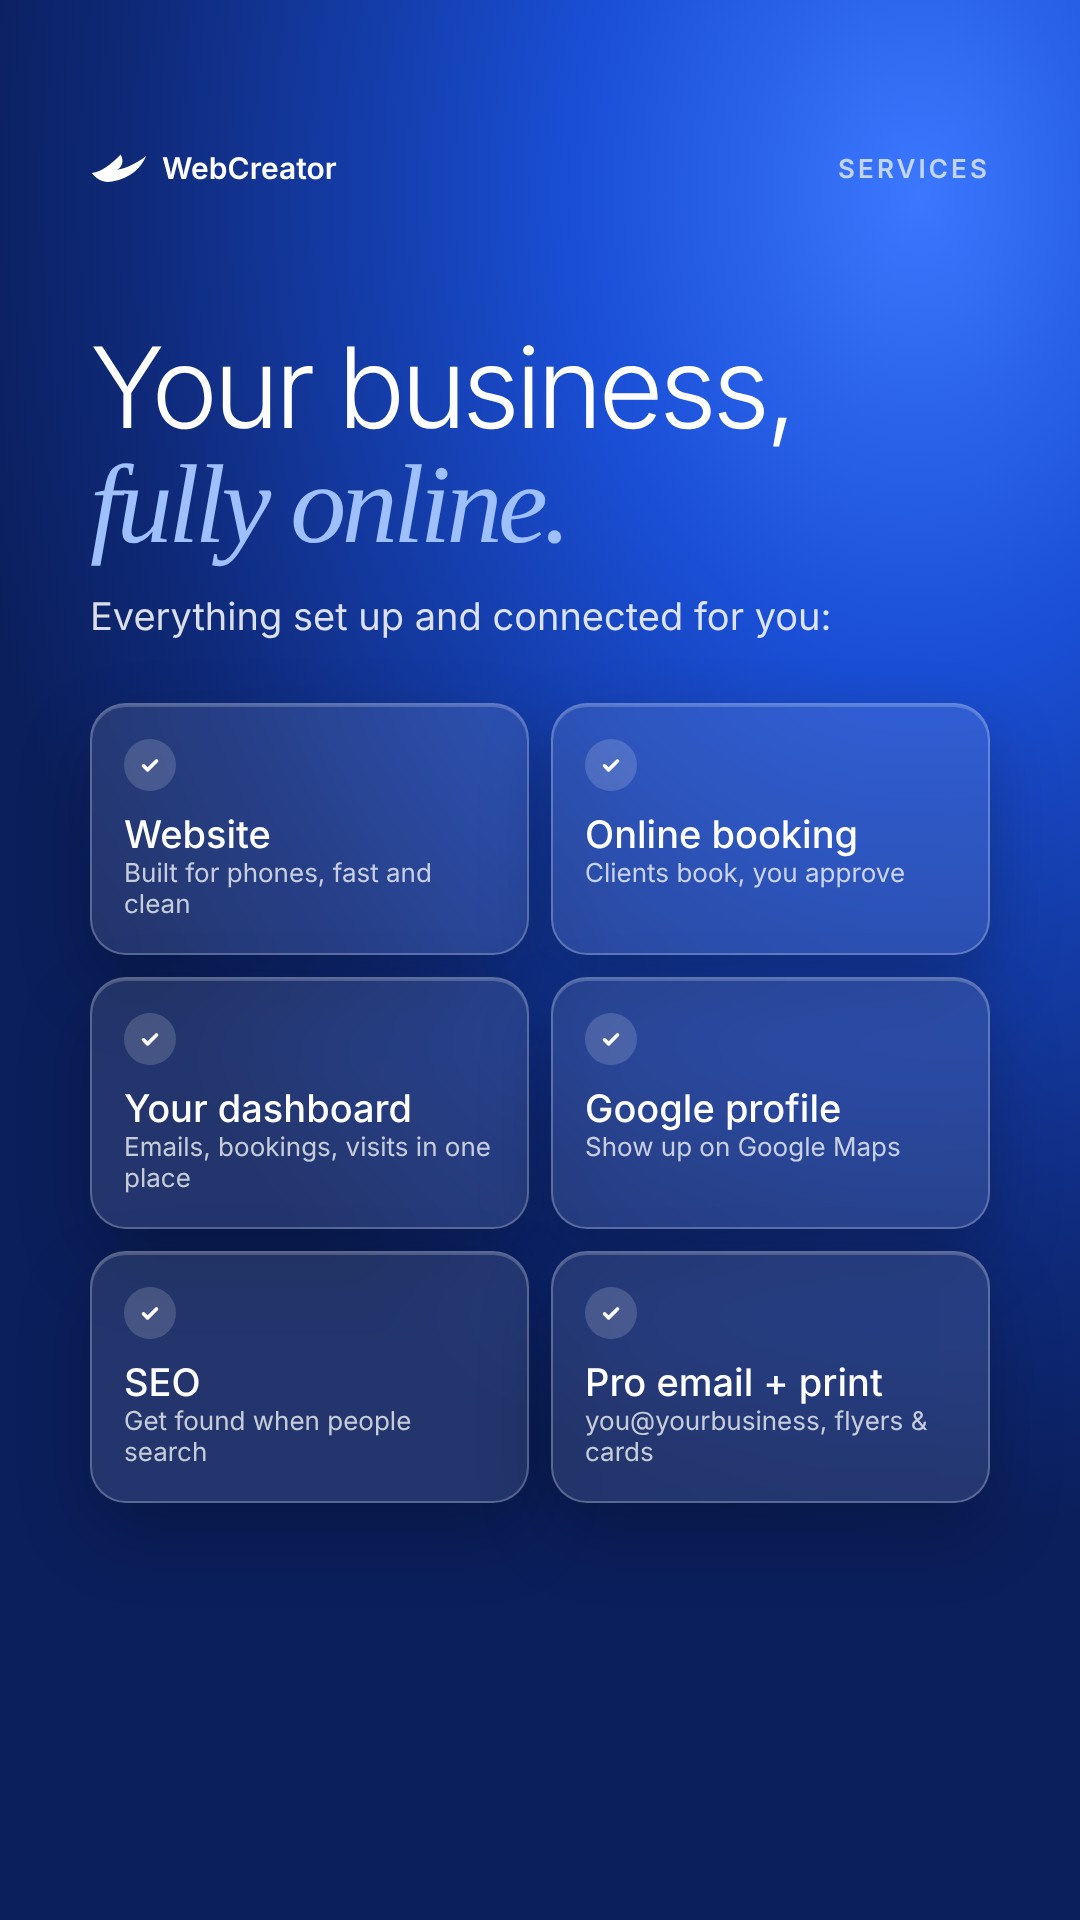 WebCreator
SERVICES
Your business,
fully online.
Everything set up and connected for you:
Website
Built for phones, fast and
clean
Online booking
Clients book, you approve
Your dashboard
Emails, bookings, visits in one
place
Google profile
Show up on Google Maps
SEO
Get found when people
search
Pro email + print
you@yourbusiness, flyers &
cards